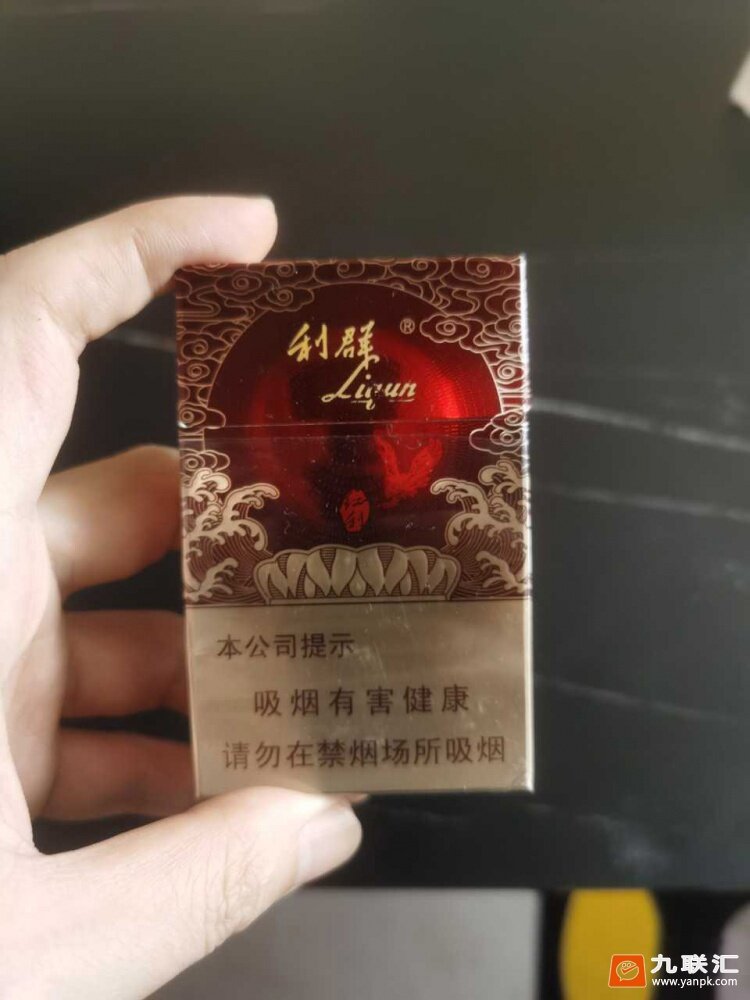 利群®
Liqun
本公司提示
吸烟有害健康
请勿在禁烟场所吸烟
九联汇
www.yanpk.com